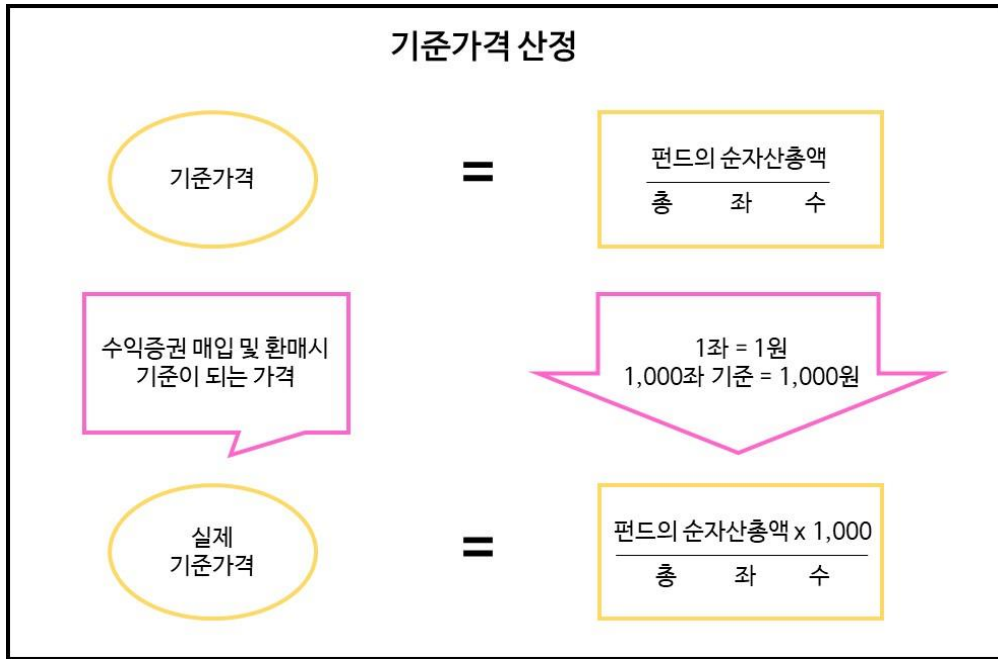 기준가격 산정
기준가격
=
펀드의 순자산총액
총 좌 수
수익증권 매입 및 환매시
기준이 되는 가격
1좌 = 1원
1,000좌 기준 = 1,000원
실제
기준가격
=
펀드의 순자산총액 x 1,000
총 좌 수